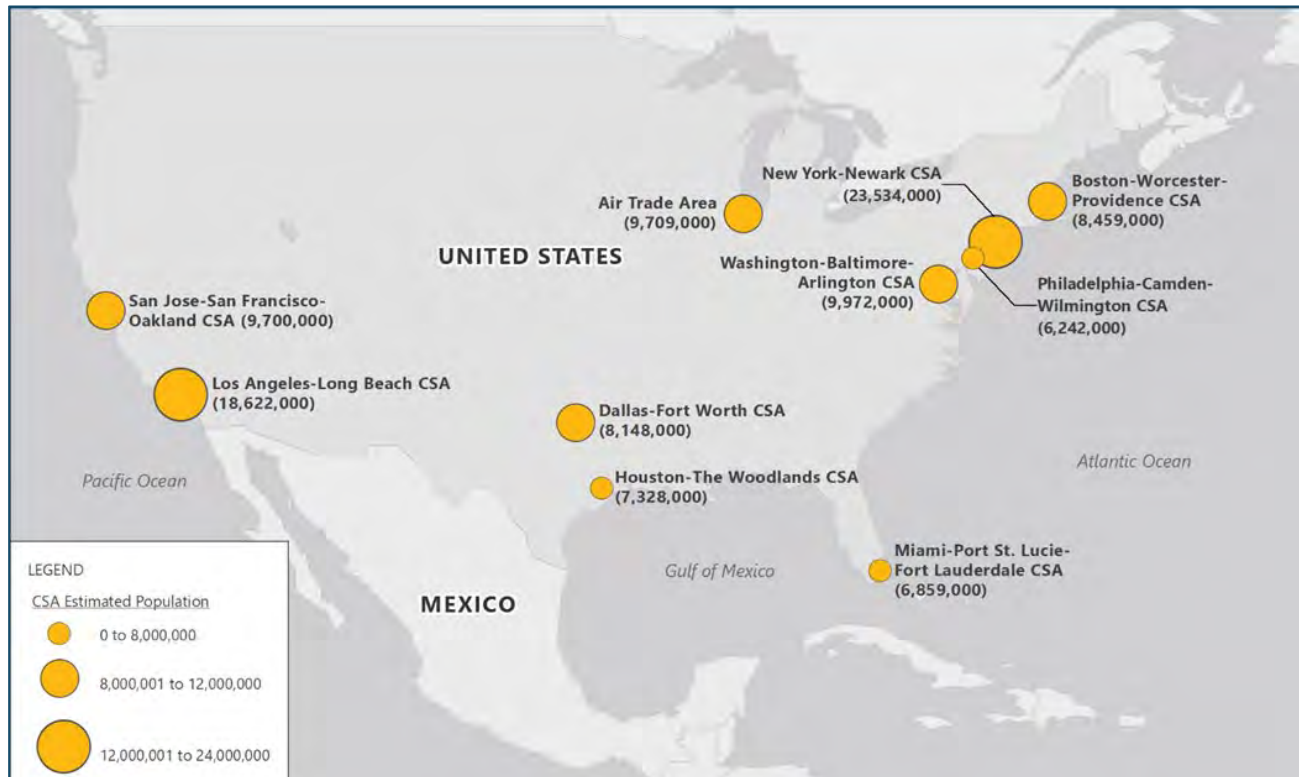 New York-Newark CSA
(23,534,000)
Boston-Worcester-
Providence CSA
(8,459,000)
Air Trade Area
(9,709,000)
UNITED STATES
Washington-Baltimore-
Arlington CSA
(9,972,000)
Philadelphia-Camden-
Wilmington CSA
(6,242,000)
San Jose-San Francisco-
Oakland CSA (9,700,000)
Los Angeles-Long Beach CSA
(18,622,000)
Dallas-Fort Worth CSA
(8,148,000)
Pacific Ocean
Atlantic Ocean
Houston-The Woodlands CSA
(7,328,000)
Miami-Port St. Lucie-
Fort Lauderdale CSA
(6,859,000)
Gulf of Mexico
MEXICO
LEGEND
CSA Estimated Population
0 to 8,000,000
8,000,001 to 12,000,000
12,000,001 to 24,000,000